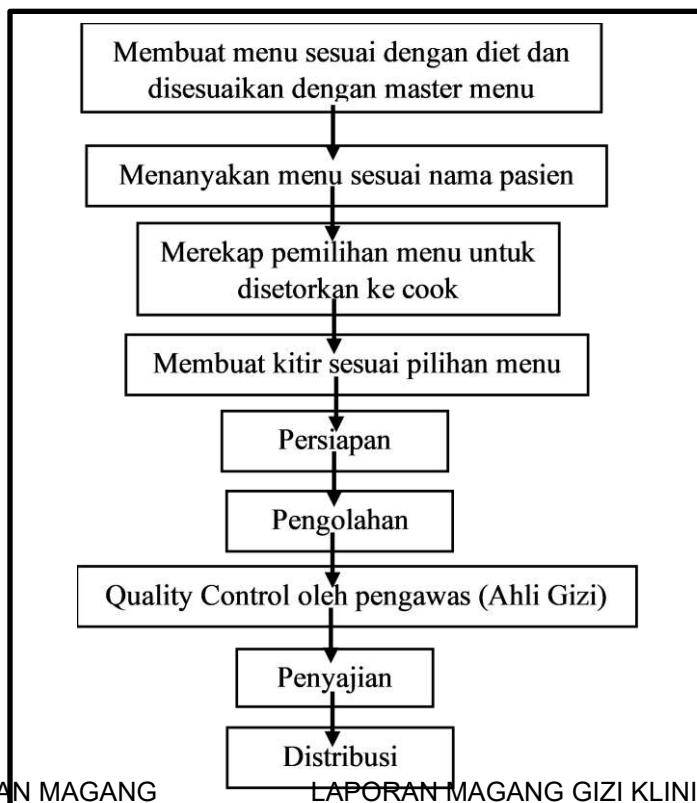 Membuat menu sesuai dengan diet dan
disesuaikan dengan master menu
Menanyakan menu sesuai nama pasien
Merekap pemilihan menu untuk
disetorkan ke cook
Membuat kitir sesuai pilihan menu
Persiapan
Pengolahan
Quality Control oleh pengawas (Ahli Gizi)
Penyajian
Distribusi
AN MAGANG LAPORAN MAGANG GIZI KLINI